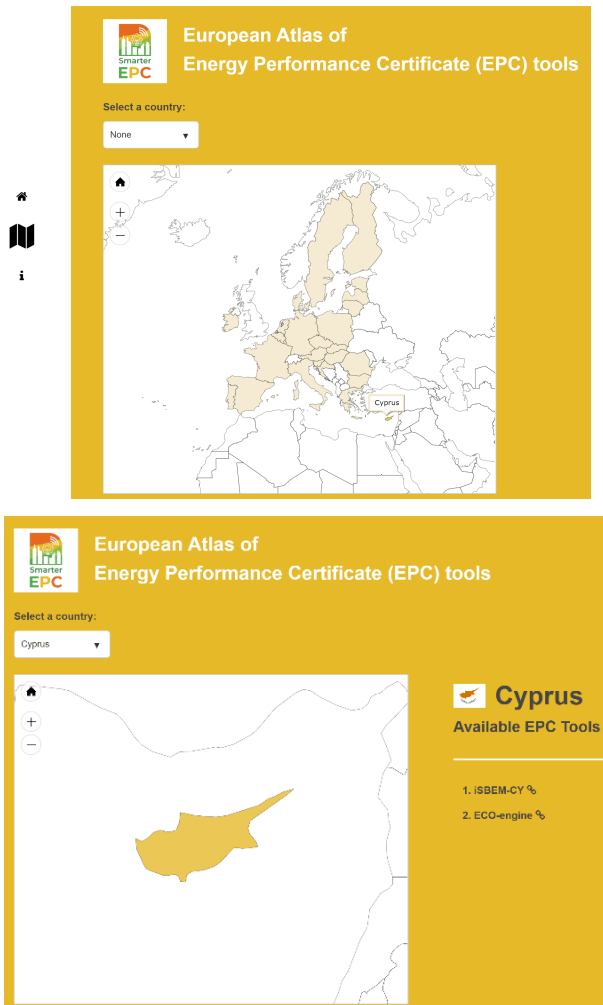 Smarter
EPC
European Atlas of
Energy Performance Certificate (EPC) tools
Select a country:
None
+
−
i
Cyprus
Smarter
EPC
European Atlas of
Energy Performance Certificate (EPC) tools
Select a country:
Cyprus
+
−
Cyprus
Available EPC Tools
1. iSBEM-CY
2. ECO-engine